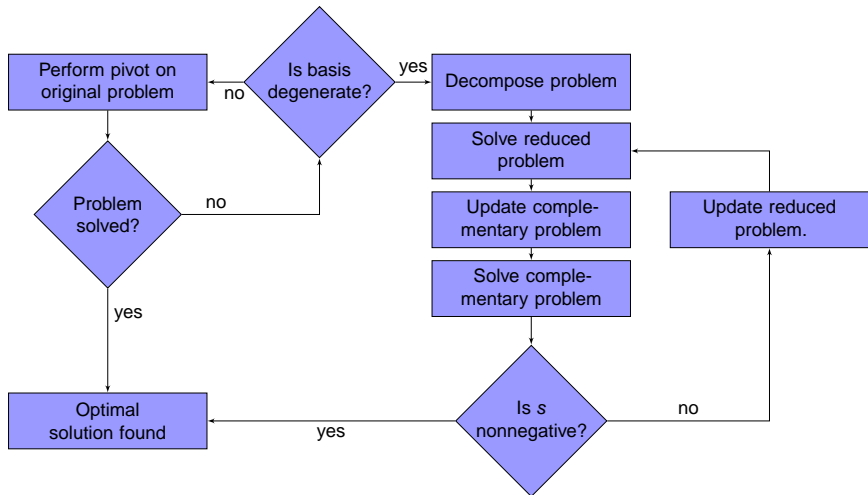 Is basis
degenerate?
Perform pivot on
original problem
no
yes
Decompose problem
Solve reduced
problem
Problem
solved?
no
Update comple-
mentary problem
Update reduced
problem.
Solve comple-
mentary problem
yes
Optimal
solution found
yes
Is s
nonnegative?
no